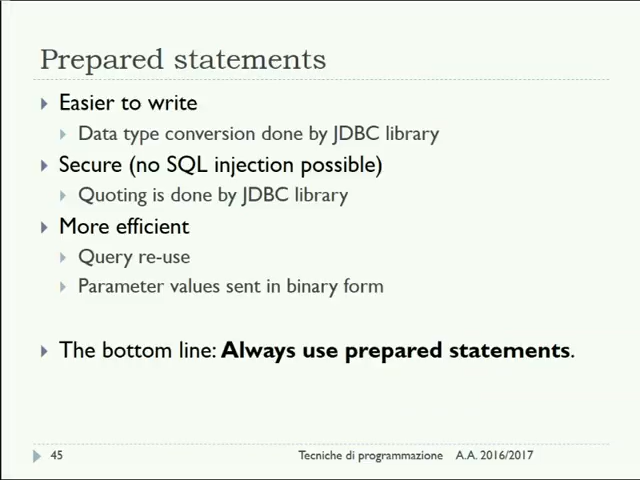 Prepared statements
Easier to write
Data type conversion done by JDBC library
Secure (no SQL injection possible)
Quoting is done by JDBC library
More efficient
Query re-use
Parameter values sent in binary form
The bottom line: Always use prepared statements.
45 Tecniche di programmazione A.A. 2016/2017